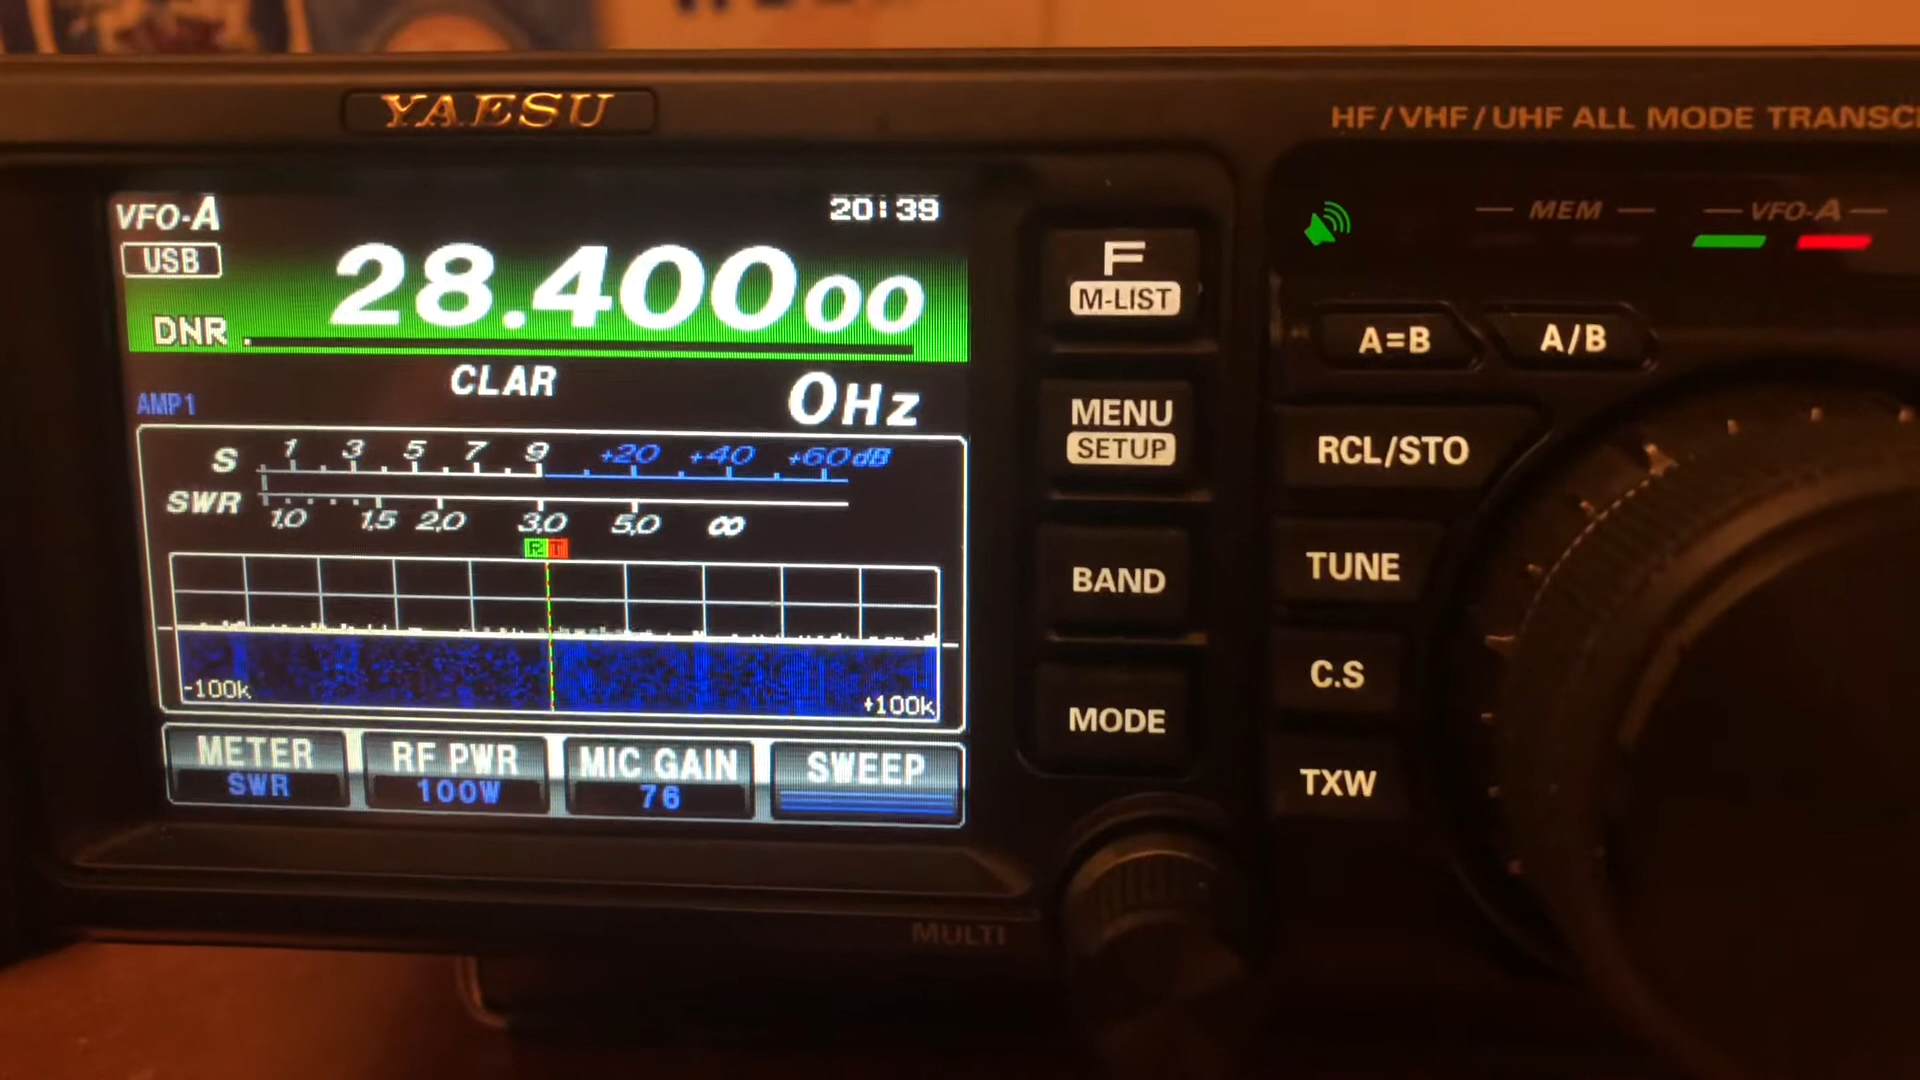 YAESU
HF/VHF/UHF ALL MODE
VFO-A
20:39
USB
28.40000
DNR
CLAR
0Hz
AMP1
S 1 3 5 7 9 +20 +40 +60dB
SWR
1.0 1.5 2.0 3.0 5.0 ∞
R T
-100k
+100k
METER
SWR
RF PWR
100W
MIC GAIN
76
SWEEP
F
M-LIST
MENU
SETUP
BAND
MODE
MULTI
MEM
VFO-A
A=B
A/B
RCL/STO
TUNE
C.S
TXW